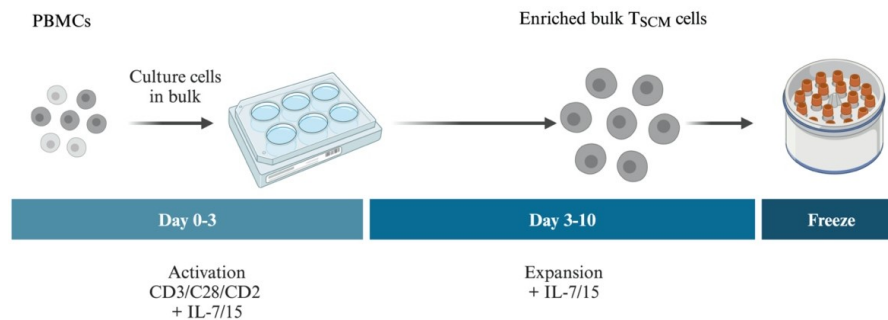 PBMCs
Enriched bulk TSCM cells
Culture cells
in bulk
Day 0-3
Day 3-10
Freeze
Activation
CD3/C28/CD2
+ IL-7/15
Expansion
+ IL-7/15